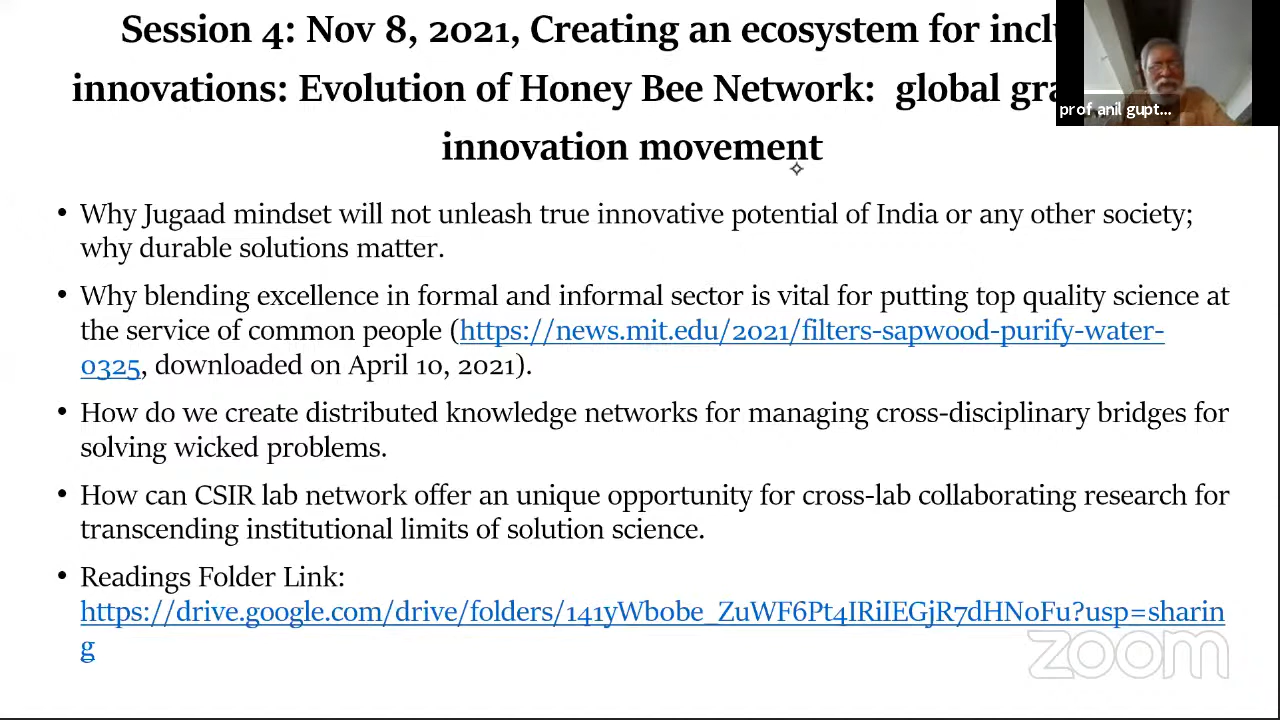 Session 4: Nov 8, 2021, Creating an ecosystem for
innovations: Evolution of Honey Bee Network: global
innovation movement
prof anil gupt...
• Why Jugaad mindset will not unleash true innovative potential of India or any other society;
why durable solutions matter.
• Why blending excellence in formal and informal sector is vital for putting top quality science at
the service of common people (https://news.mit.edu/2021/filters-sapwood-purify-water-
0325, downloaded on April 10, 2021).
• How do we create distributed knowledge networks for managing cross-disciplinary bridges for
solving wicked problems.
• How can CSIR lab network offer an unique opportunity for cross-lab collaborating research for
transcending institutional limits of solution science.
• Readings Folder Link:
https://drive.google.com/drive/folders/141yWbobe_ZuWF6Pt4IRiIEGjR7dHNoFu?usp=sharin
g
zoom